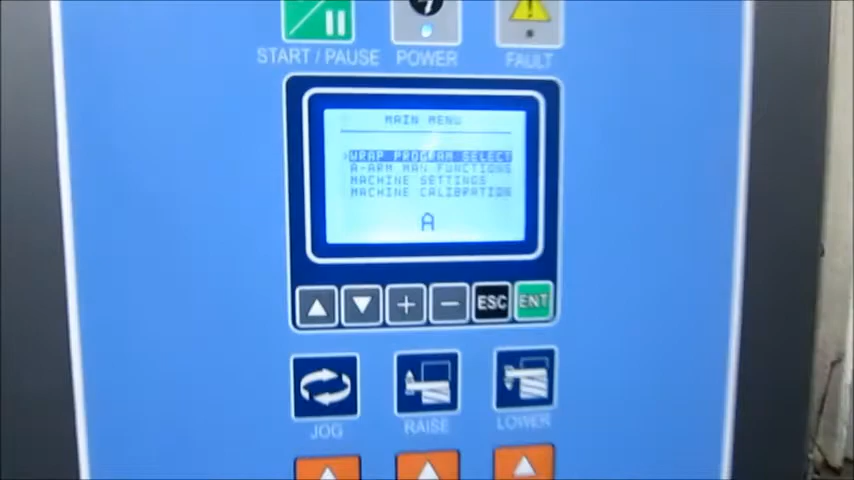 START / PAUSE POWER FAULT
MAIN MENU
WRAP PROGRAM SELECT
A-ARM MAN FUNCTIONS
MACHINE SETTINGS
MACHINE CALIBRATION
A
ESC ENT
JOG RAISE LOWER